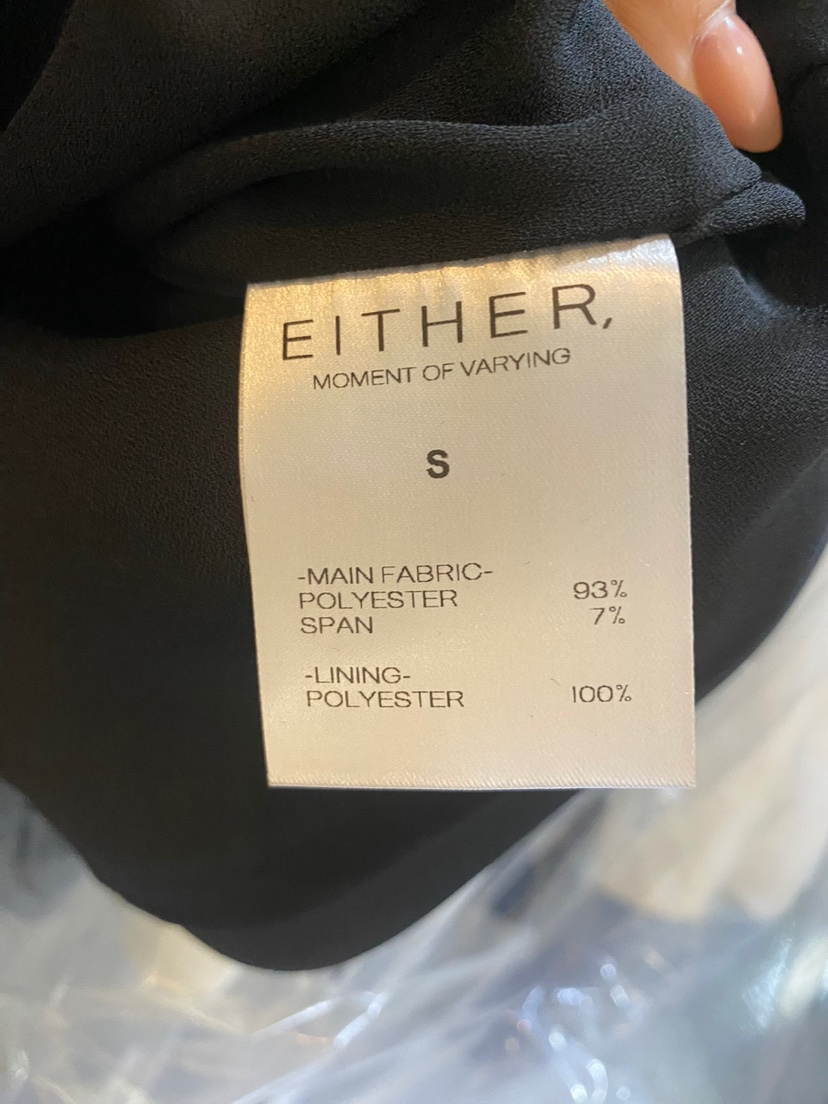 EITHER,
MOMENT OF VARYING
S
-MAIN FABRIC-
POLYESTER 93%
SPAN 7%
-LINING-
POLYESTER 100%